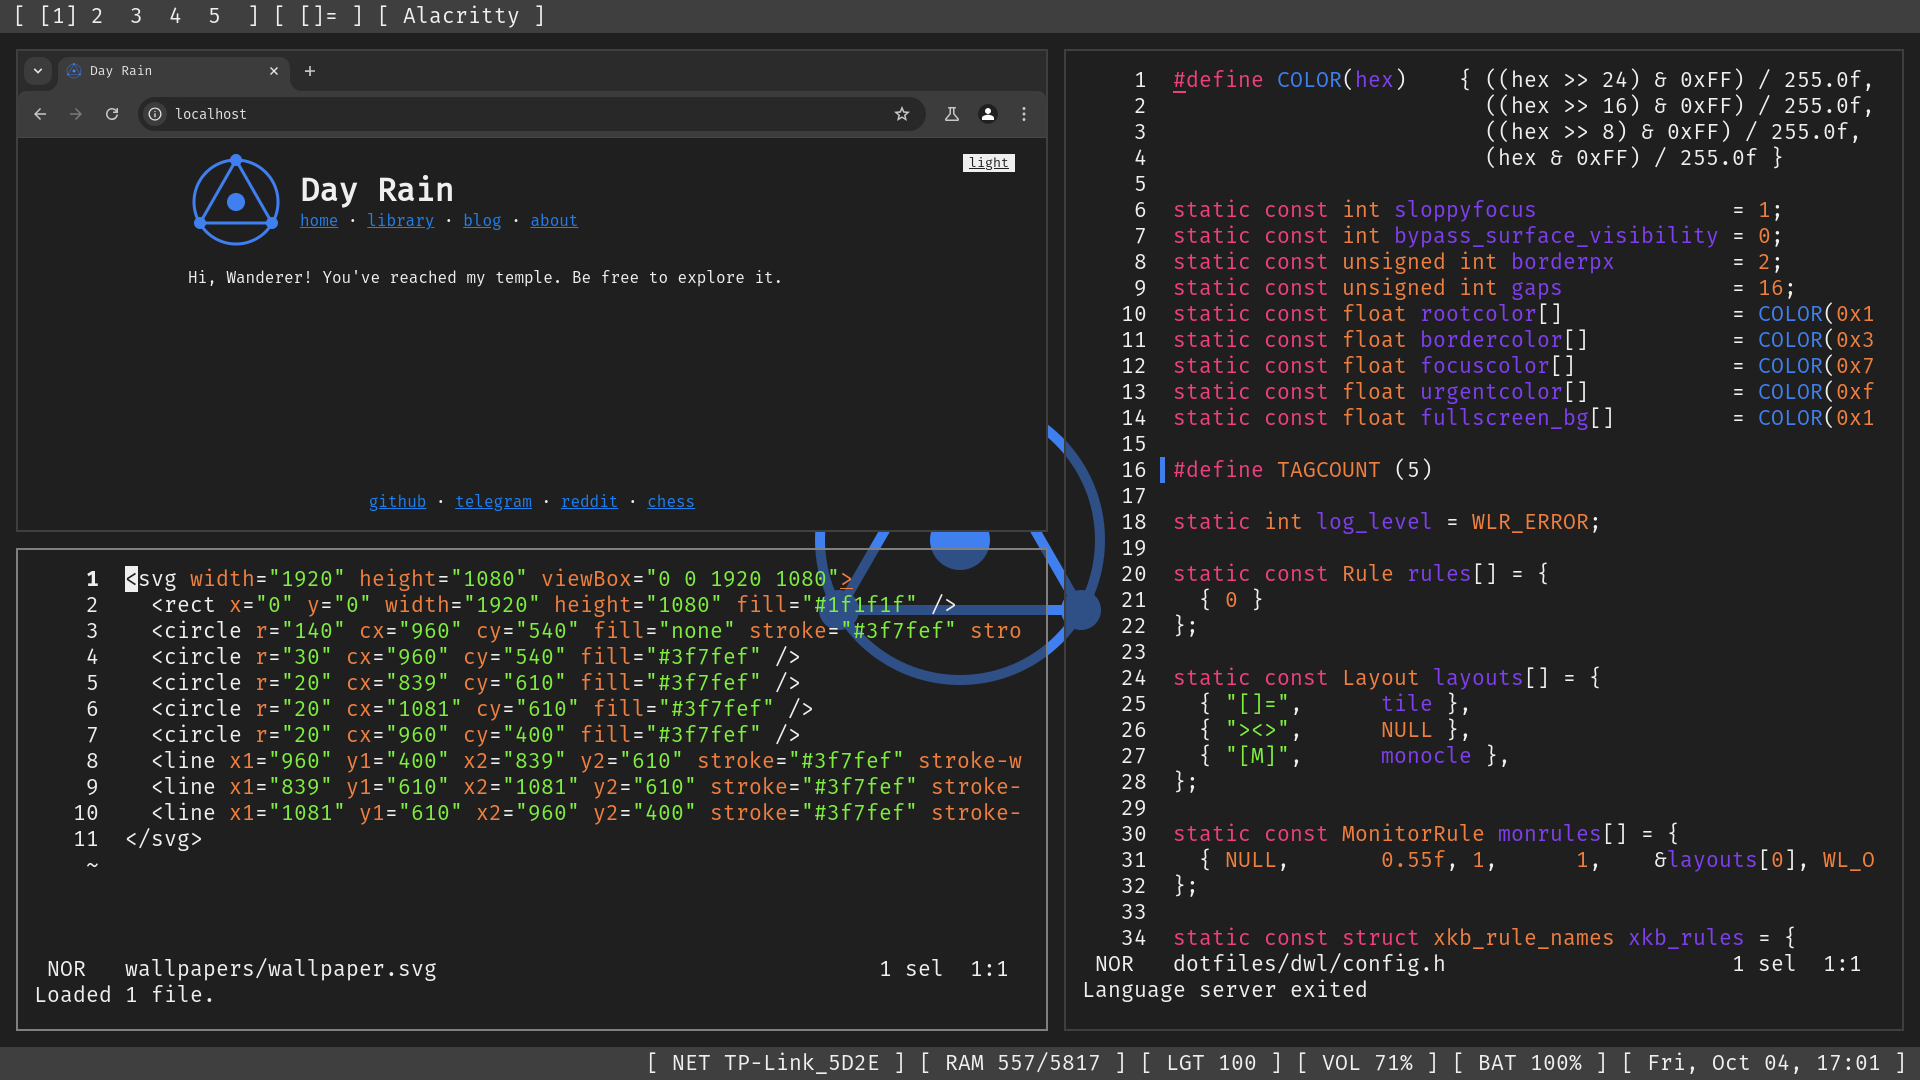 [ [1] 2 3 4 5 ] [ []= ] [ Alacritty ]
Day Rain
localhost
light
Day Rain
home · library · blog · about
Hi, Wanderer! You've reached my temple. Be free to explore it.
github · telegram · reddit · chess
1 <svg width="1920" height="1080" viewBox="0 0 1920 1080">
2 <rect x="0" y="0" width="1920" height="1080" fill="#1f1f1f" />
3 <circle r="140" cx="960" cy="540" fill="none" stroke="#3f7fef" stro
4 <circle r="30" cx="960" cy="540" fill="#3f7fef" />
5 <circle r="20" cx="839" cy="610" fill="#3f7fef" />
6 <circle r="20" cx="1081" cy="610" fill="#3f7fef" />
7 <circle r="20" cx="960" cy="400" fill="#3f7fef" />
8 <line x1="960" y1="400" x2="839" y2="610" stroke="#3f7fef" stroke-w
9 <line x1="839" y1="610" x2="1081" y2="610" stroke="#3f7fef" stroke-
10 <line x1="1081" y1="610" x2="960" y2="400" stroke="#3f7fef" stroke-
11 </svg>
~
NOR wallpapers/wallpaper.svg 1 sel 1:1
Loaded 1 file.
1 #define COLOR(hex) { ((hex >> 24) & 0xFF) / 255.0f,
2 ((hex >> 16) & 0xFF) / 255.0f,
3 ((hex >> 8) & 0xFF) / 255.0f,
4 (hex & 0xFF) / 255.0f }
5
6 static const int sloppyfocus = 1;
7 static const int bypass_surface_visibility = 0;
8 static const unsigned int borderpx = 2;
9 static const unsigned int gaps = 16;
10 static const float rootcolor[] = COLOR(0x1
11 static const float bordercolor[] = COLOR(0x3
12 static const float focuscolor[] = COLOR(0x7
13 static const float urgentcolor[] = COLOR(0xf
14 static const float fullscreen_bg[] = COLOR(0x1
15
16 #define TAGCOUNT (5)
17
18 static int log_level = WLR_ERROR;
19
20 static const Rule rules[] = {
21 { 0 }
22 };
23
24 static const Layout layouts[] = {
25 { "[]=", tile },
26 { "><>", NULL },
27 { "[M]", monocle },
28 };
29
30 static const MonitorRule monrules[] = {
31 { NULL, 0.55f, 1, 1, &layouts[0], WL_O
32 };
33
34 static const struct xkb_rule_names xkb_rules = {
NOR dotfiles/dwl/config.h 1 sel 1:1
Language server exited
[ NET TP-Link_5D2E ] [ RAM 557/5817 ] [ LGT 100 ] [ VOL 71% ] [ BAT 100% ] [ Fri, Oct 04, 17:01 ]